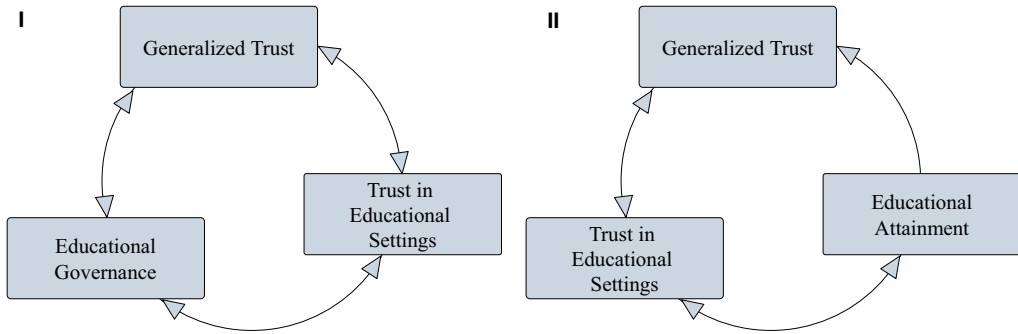 I
Generalized Trust
Trust in
Educational
Settings
Educational
Governance
II
Generalized Trust
Educational
Attainment
Trust in
Educational
Settings